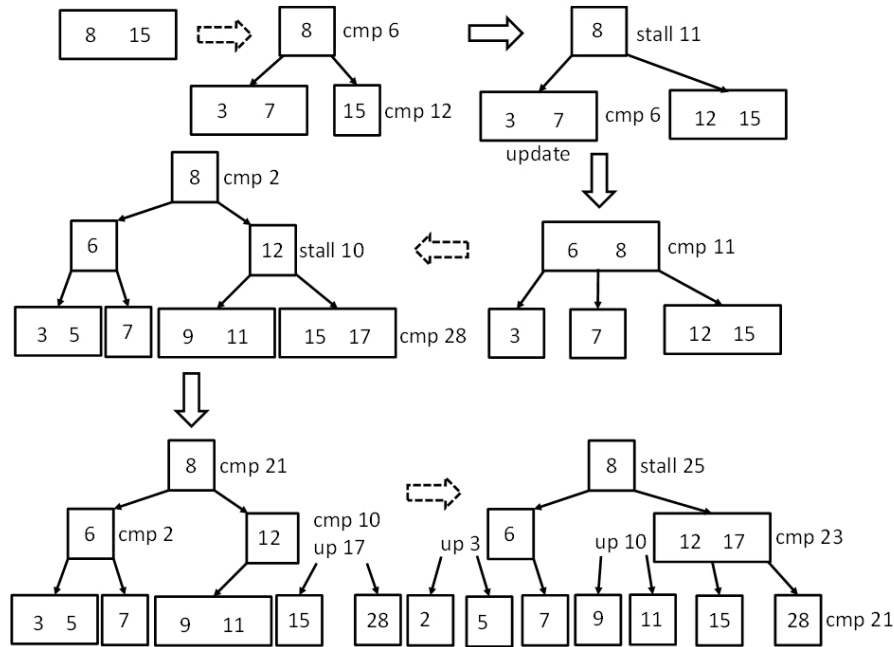 8 15
8 cmp 6
3 7
15 cmp 12
8 stall 11
3 7 cmp 6
update
12 15
8 cmp 2
6
12 stall 10
3 5
7
9 11
15 17 cmp 28
6 8 cmp 11
3
7
12 15
8 cmp 21
6 cmp 2
12
cmp 10
up 17
3 5
7
9 11
15
28
8 stall 25
up 3
6
up 10
12 17 cmp 23
2
5
7
9
11
15
28 cmp 21